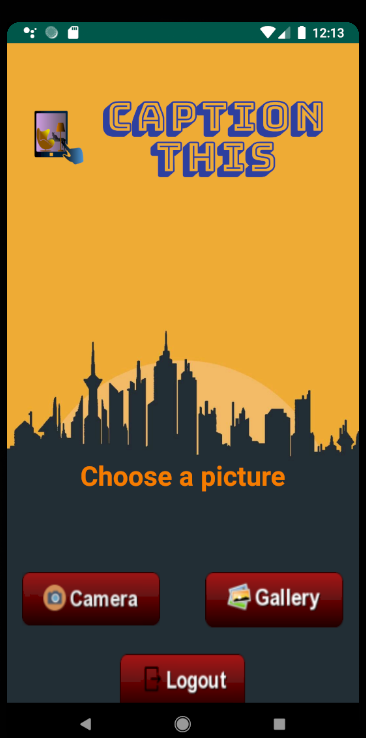 12:13
CAPTION
THIS
Choose a picture
Camera
Gallery
Logout